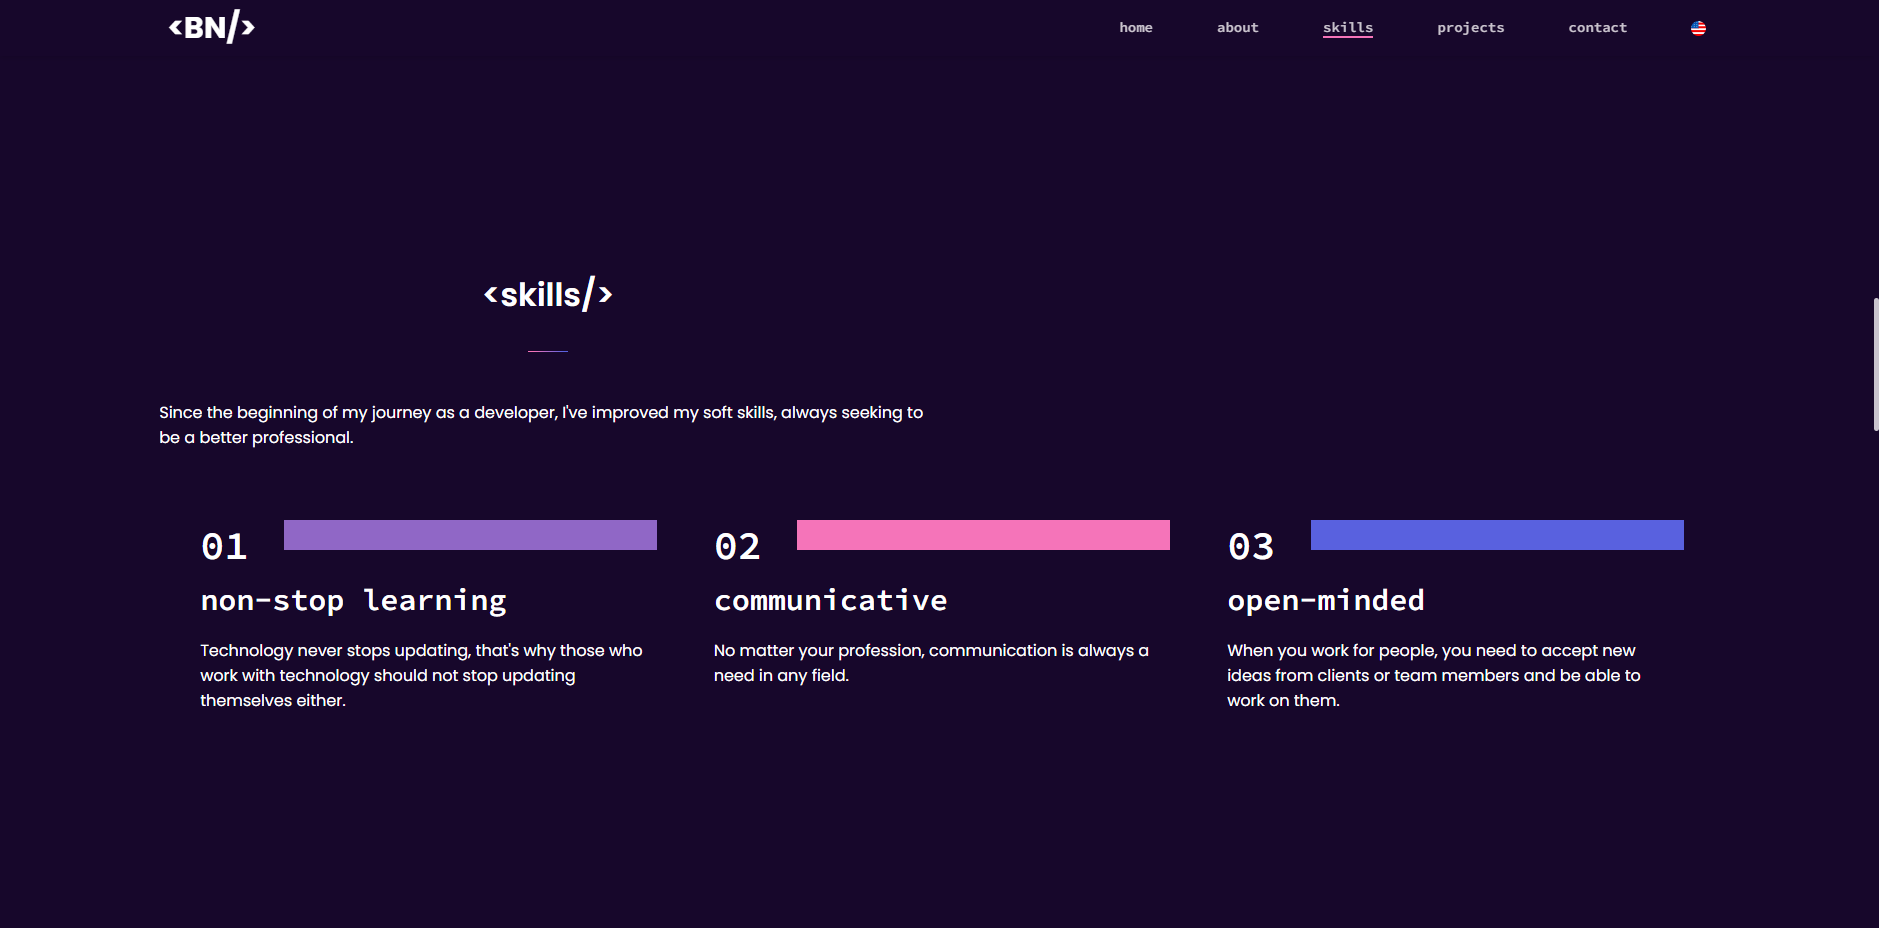 <BN/>
home about skills projects contact
<skills/>
Since the beginning of my journey as a developer, I've improved my soft skills, always seeking to
be a better professional.
01
non-stop learning
Technology never stops updating, that's why those who
work with technology should not stop updating
themselves either.
02
communicative
No matter your profession, communication is always a
need in any field.
03
open-minded
When you work for people, you need to accept new
ideas from clients or team members and be able to
work on them.